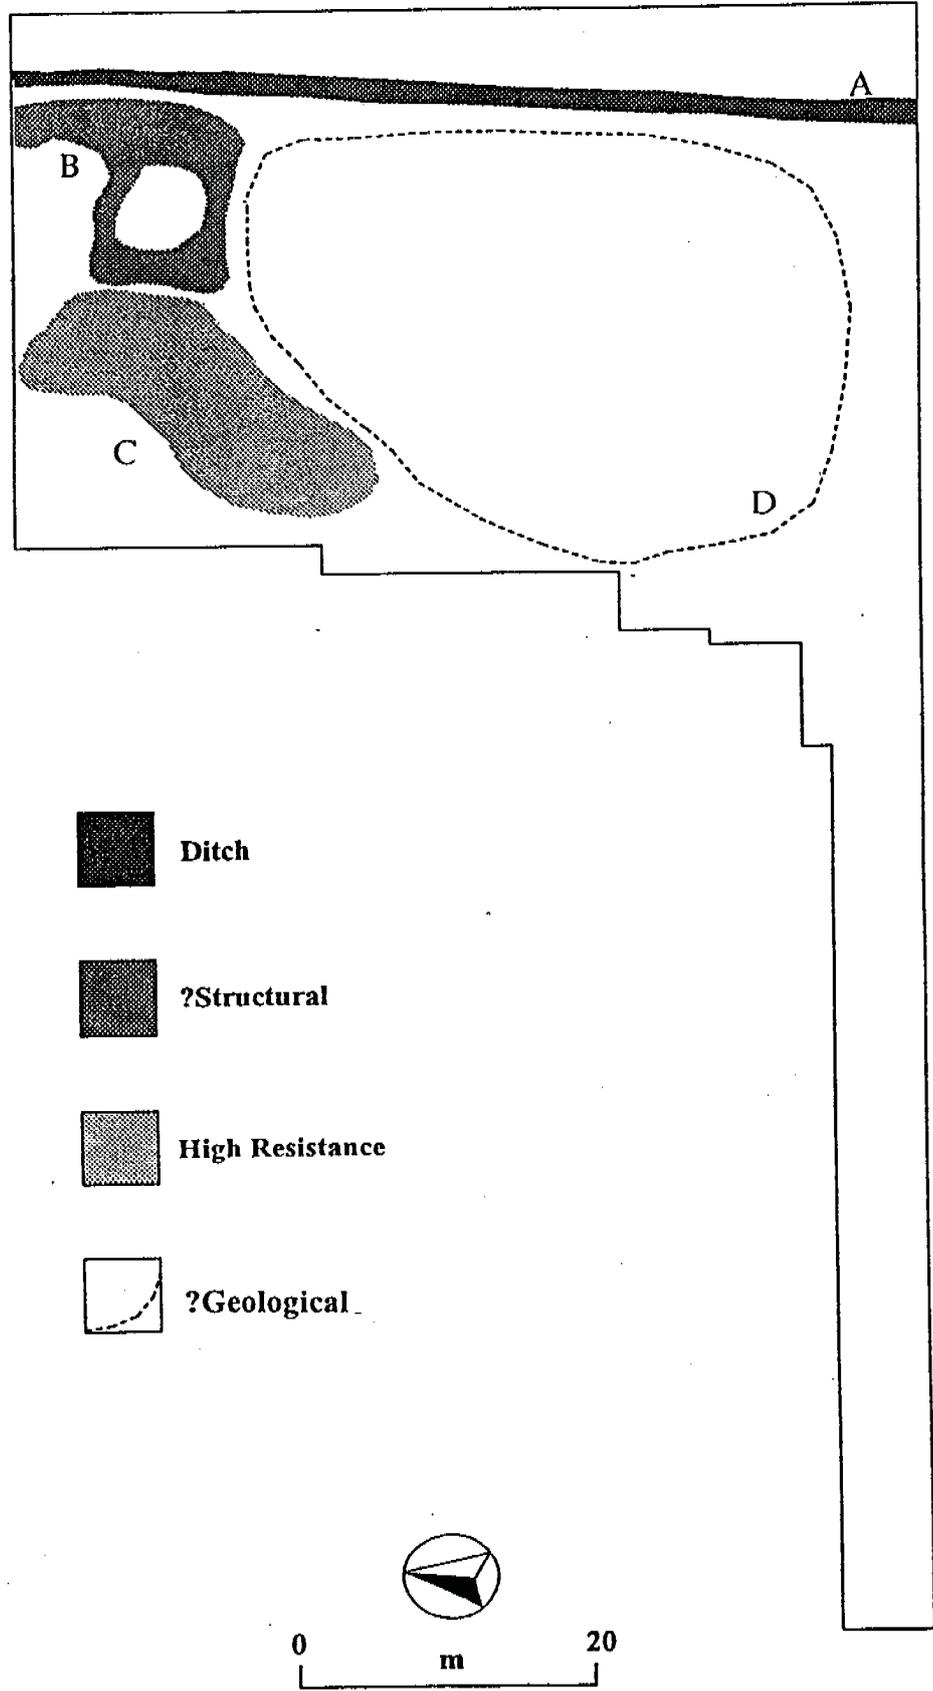 A
B
C
D
Ditch
?Structural
High Resistance
?Geological
0 20
m